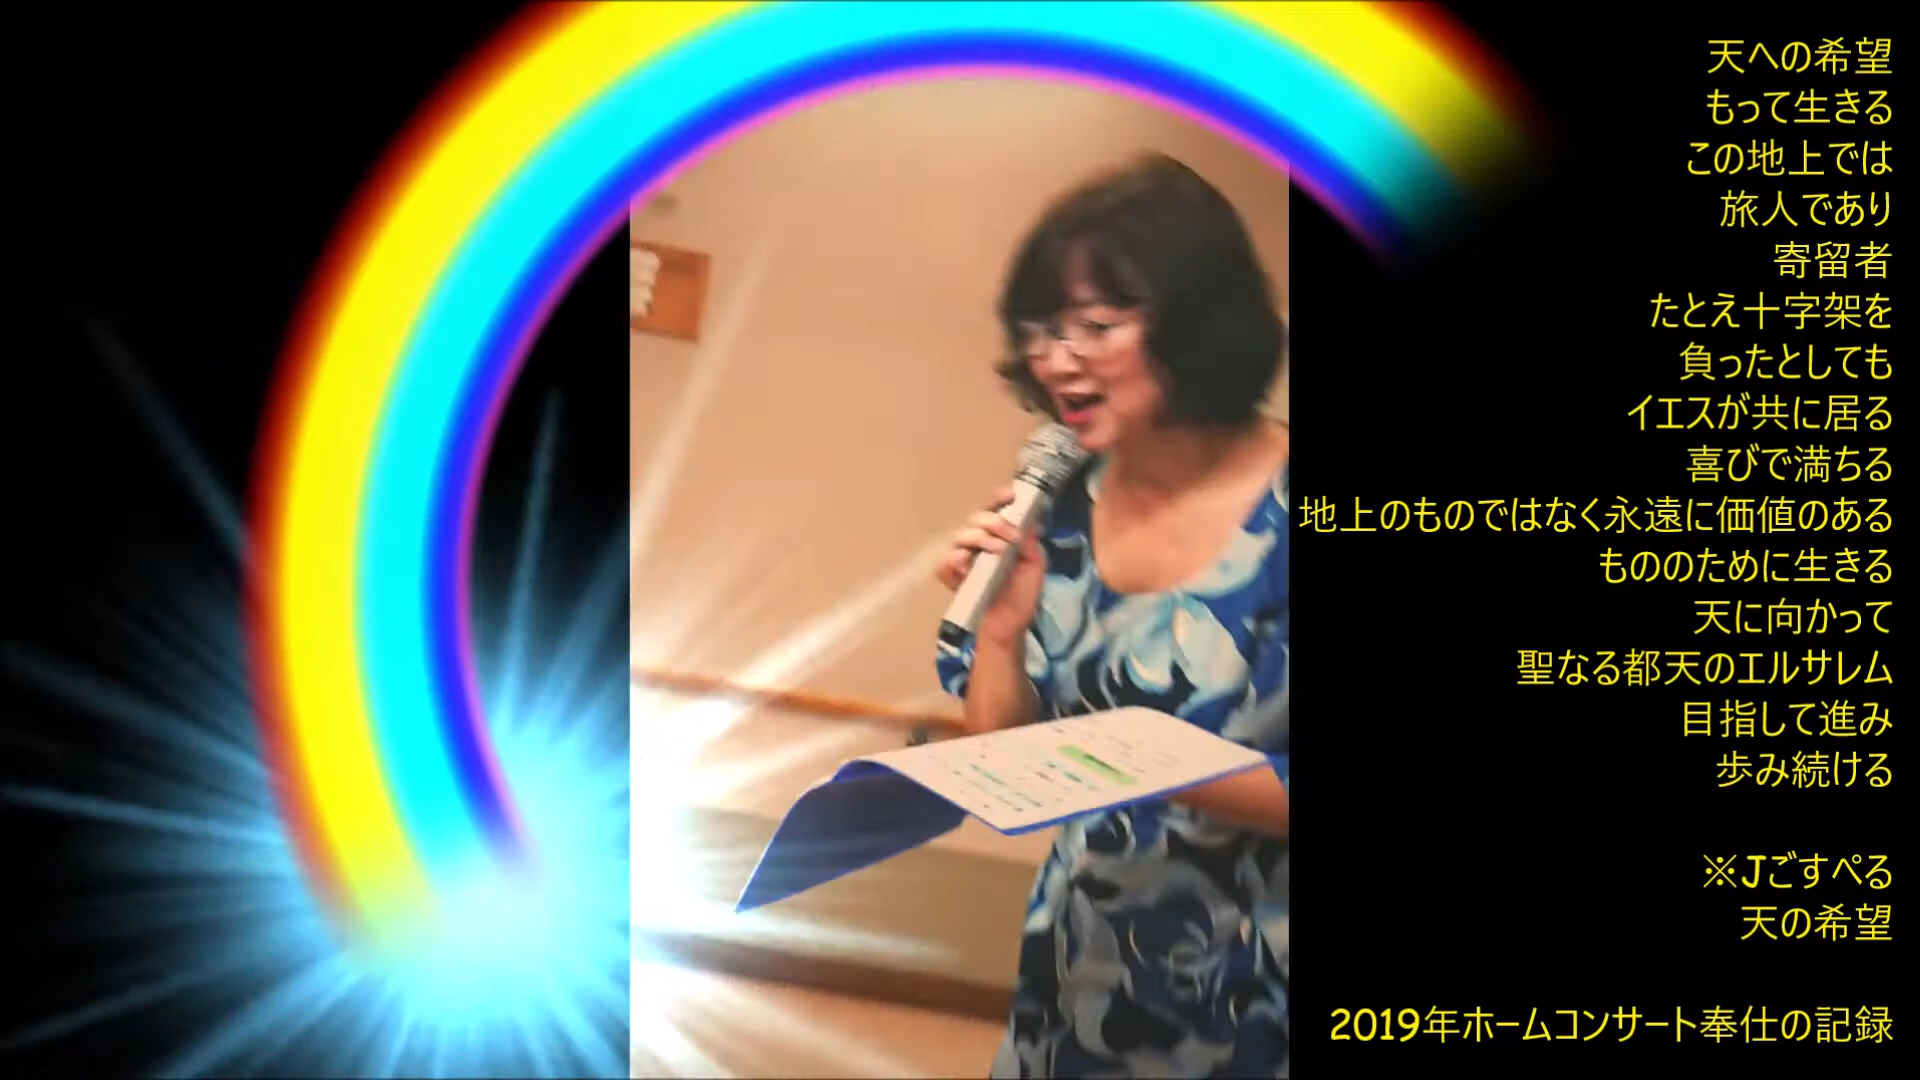 天への希望
もって生きる
この地上では
旅人であり
寄留者
たとえ十字架を
負ったとしても
イエスが共に居る
喜びで満ちる
地上のものではなく永遠に価値のある
もののために生きる
天に向かって
聖なる都天のエルサレム
目指して進み
歩み続ける
※Jごすぺる
天の希望
2019年ホームコンサート奉仕の記録